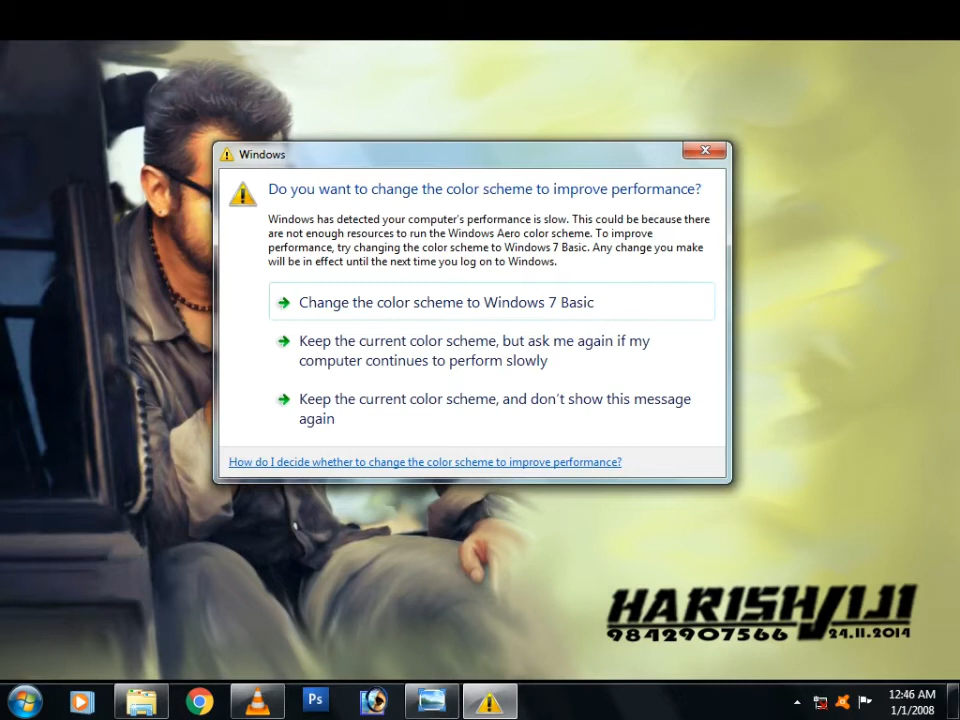 Windows
Do you want to change the color scheme to improve performance?
Windows has detected your computer's performance is slow. This could be because there
are not enough resources to run the Windows Aero color scheme. To improve
performance, try changing the color scheme to Windows 7 Basic. Any change you make
will be in effect until the next time you log on to Windows.
Change the color scheme to Windows 7 Basic
Keep the current color scheme, but ask me again if my
computer continues to perform slowly
Keep the current color scheme, and don't show this message
again
How do I decide whether to change the color scheme to improve performance?
HARISHJIJI
9842907566 24.11.2014
Ps
12:46 AM
1/1/2008